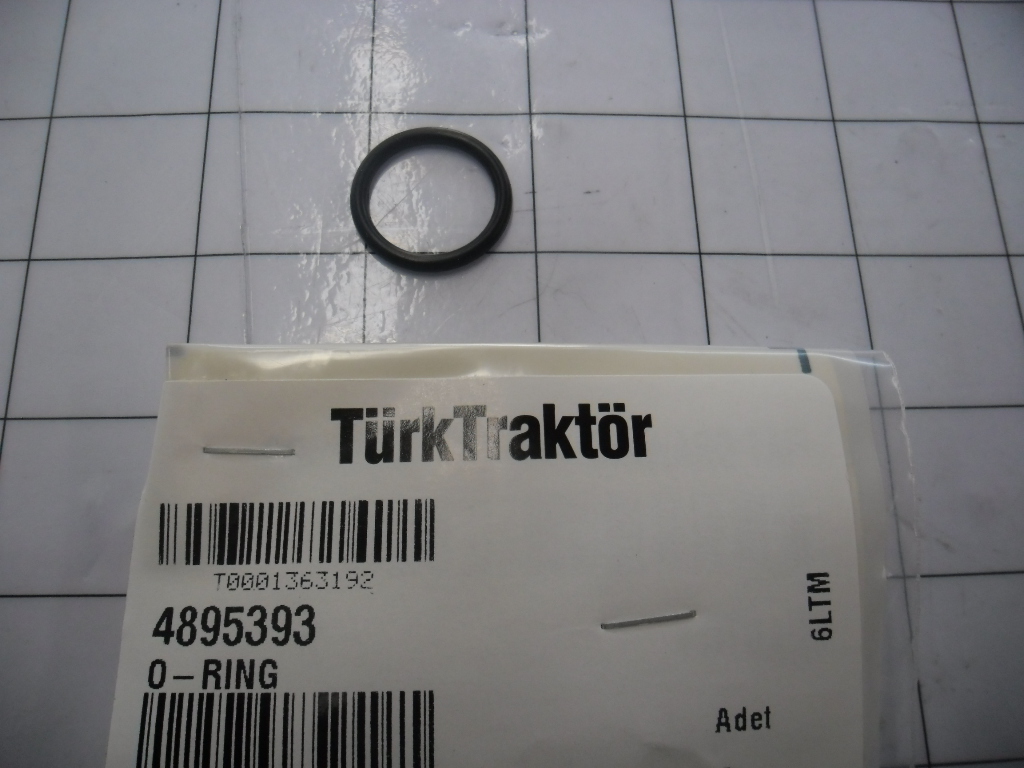 TürkTraktör
T0001363192
4895393
O-RING
6LTM
Adet